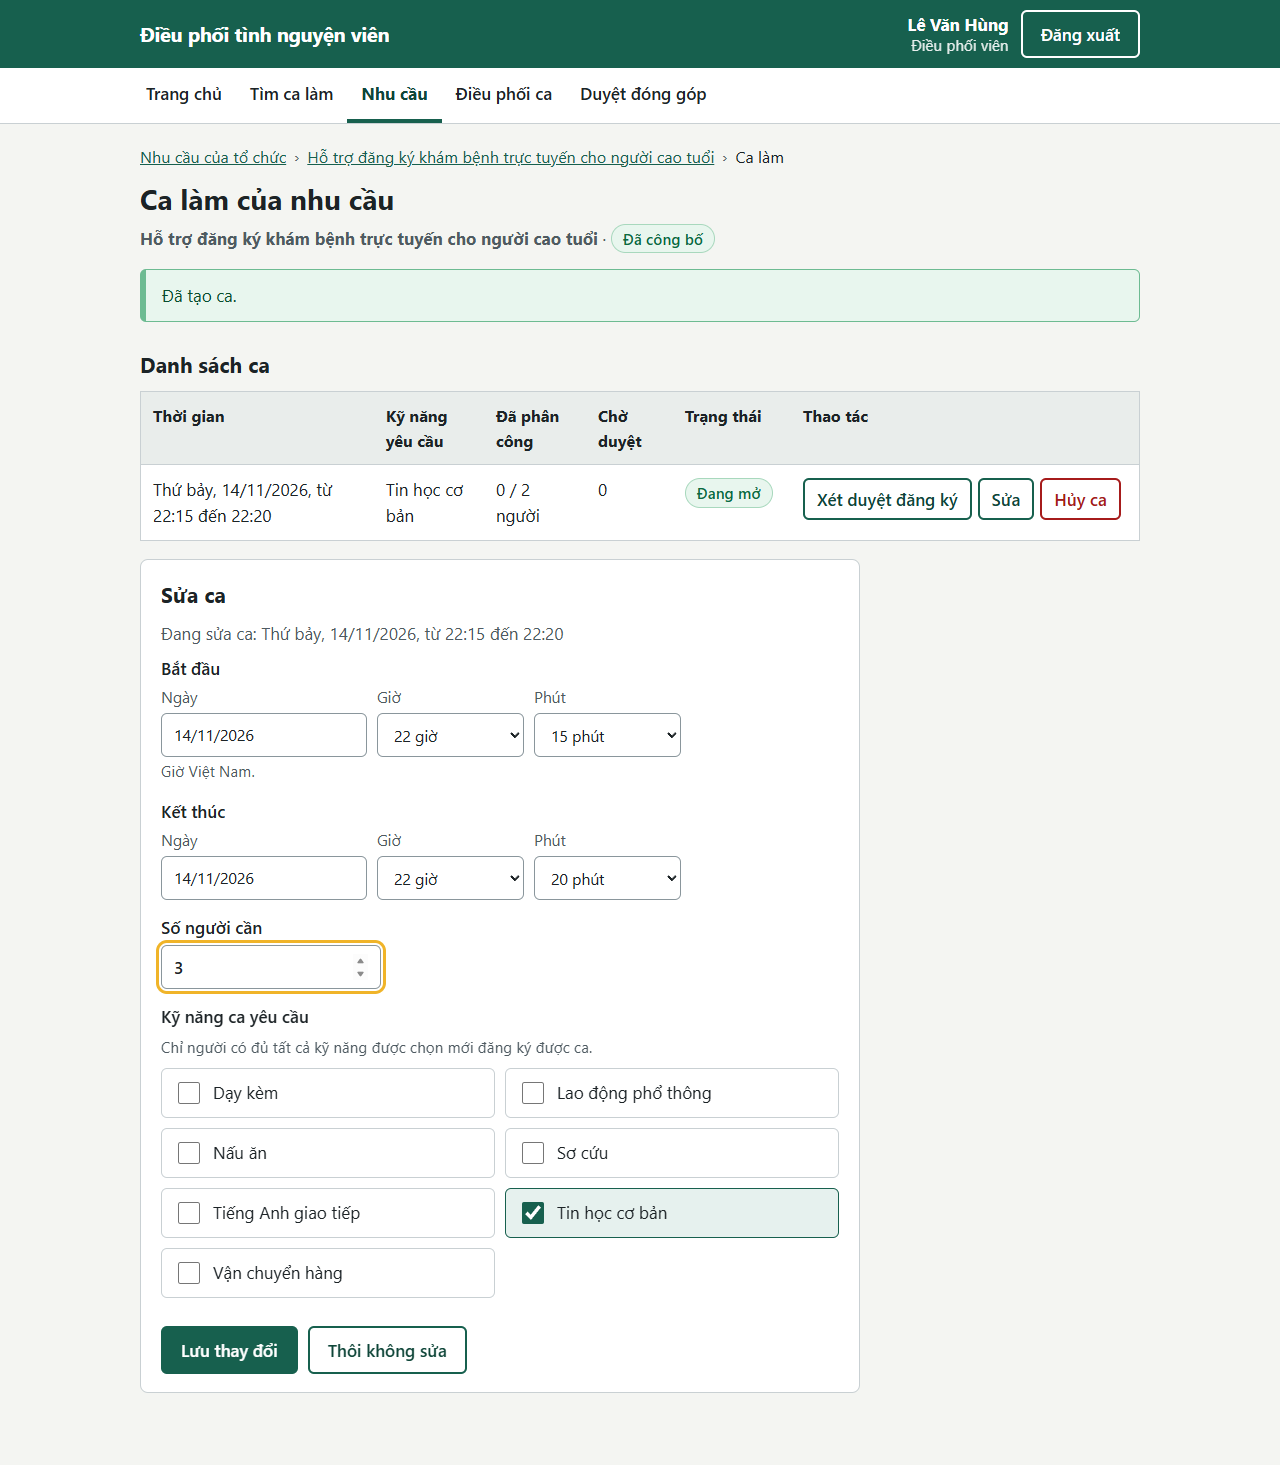 Điều phối tình nguyện viên
Lê Văn Hùng
Điều phối viên
Đăng xuất
Trang chủ
Tìm ca làm
Nhu cầu
Điều phối ca
Duyệt đóng góp
Nhu cầu của tổ chức › Hỗ trợ đăng ký khám bệnh trực tuyến cho người cao tuổi › Ca làm
Ca làm của nhu cầu
Hỗ trợ đăng ký khám bệnh trực tuyến cho người cao tuổi · Đã công bố
Đã tạo ca.
Danh sách ca
Thời gian
Kỹ năng yêu cầu
Đã phân công
Chờ duyệt
Trạng thái
Thao tác
Thứ bảy, 14/11/2026, từ 22:15 đến 22:20
Tin học cơ bản
0 / 2 người
0
Đang mở
Xét duyệt đăng ký
Sửa
Hủy ca
Sửa ca
Đang sửa ca: Thứ bảy, 14/11/2026, từ 22:15 đến 22:20
Bắt đầu
Ngày
Giờ
Phút
14/11/2026
22 giờ
15 phút
Giờ Việt Nam.
Kết thúc
Ngày
Giờ
Phút
14/11/2026
22 giờ
20 phút
Số người cần
3
Kỹ năng ca yêu cầu
Chỉ người có đủ tất cả kỹ năng được chọn mới đăng ký được ca.
Dạy kèm
Lao động phổ thông
Nấu ăn
Sơ cứu
Tiếng Anh giao tiếp
Tin học cơ bản
Vận chuyển hàng
Lưu thay đổi
Thôi không sửa